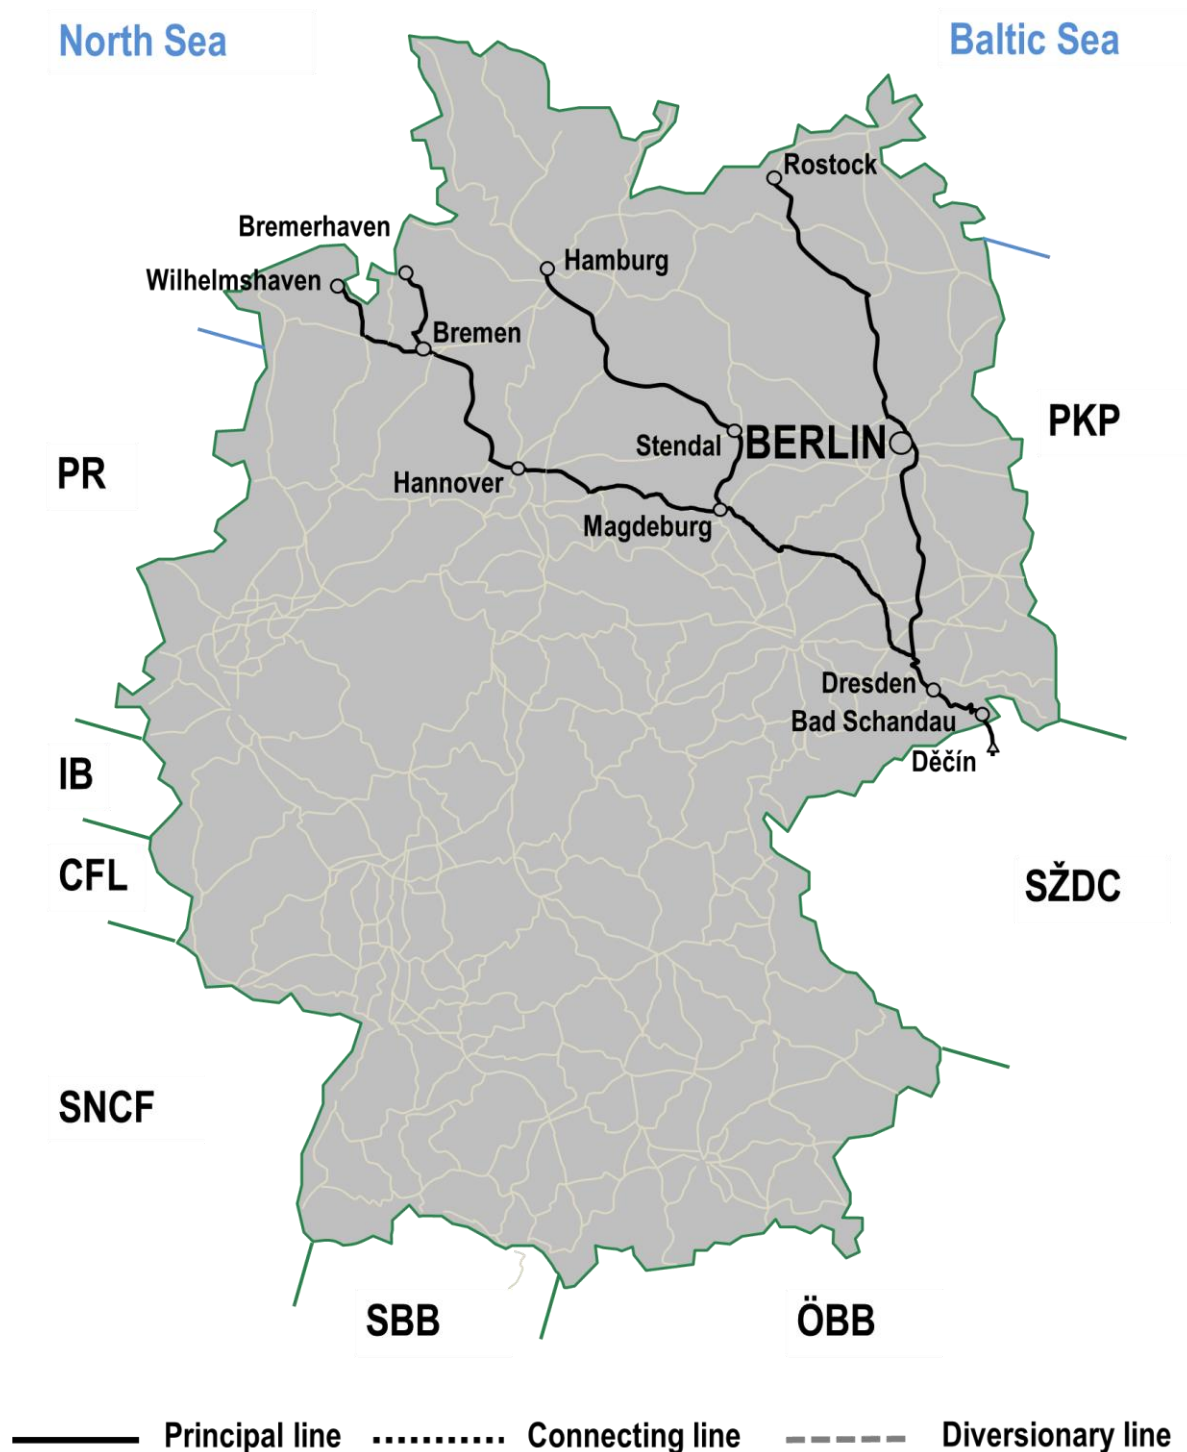 North Sea
Baltic Sea
Rostock
Bremerhaven
Hamburg
Wilhelmshaven
Bremen
PKP
Stendal
BERLIN
PR
Hannover
Magdeburg
Dresden
Bad Schandau
Děčín
IB
CFL
SŽDC
SNCF
SBB
ÖBB
Principal line
Connecting line
Diversionary line